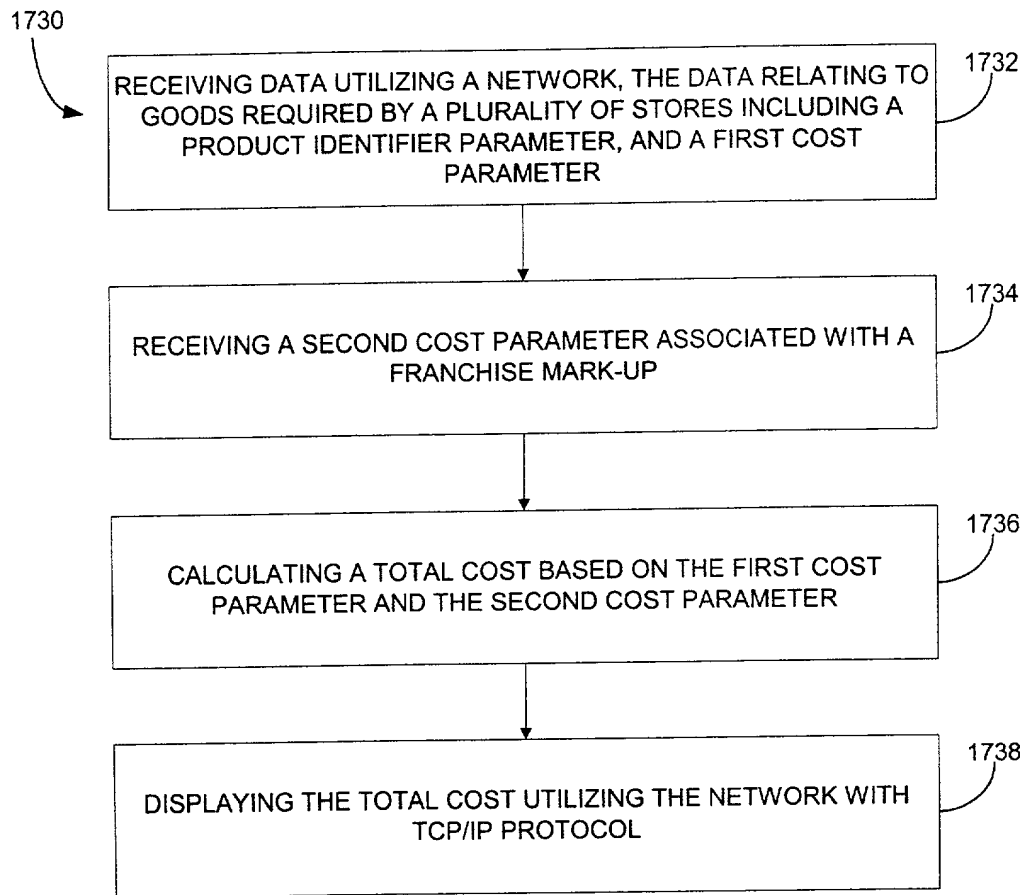 1730
1732
RECEIVING DATA UTILIZING A NETWORK, THE DATA RELATING TO
GOODS REQUIRED BY A PLURALITY OF STORES INCLUDING A
PRODUCT IDENTIFIER PARAMETER, AND A FIRST COST
PARAMETER
1734
RECEIVING A SECOND COST PARAMETER ASSOCIATED WITH A
FRANCHISE MARK-UP
1736
CALCULATING A TOTAL COST BASED ON THE FIRST COST
PARAMETER AND THE SECOND COST PARAMETER
1738
DISPLAYING THE TOTAL COST UTILIZING THE NETWORK WITH
TCP/IP PROTOCOL